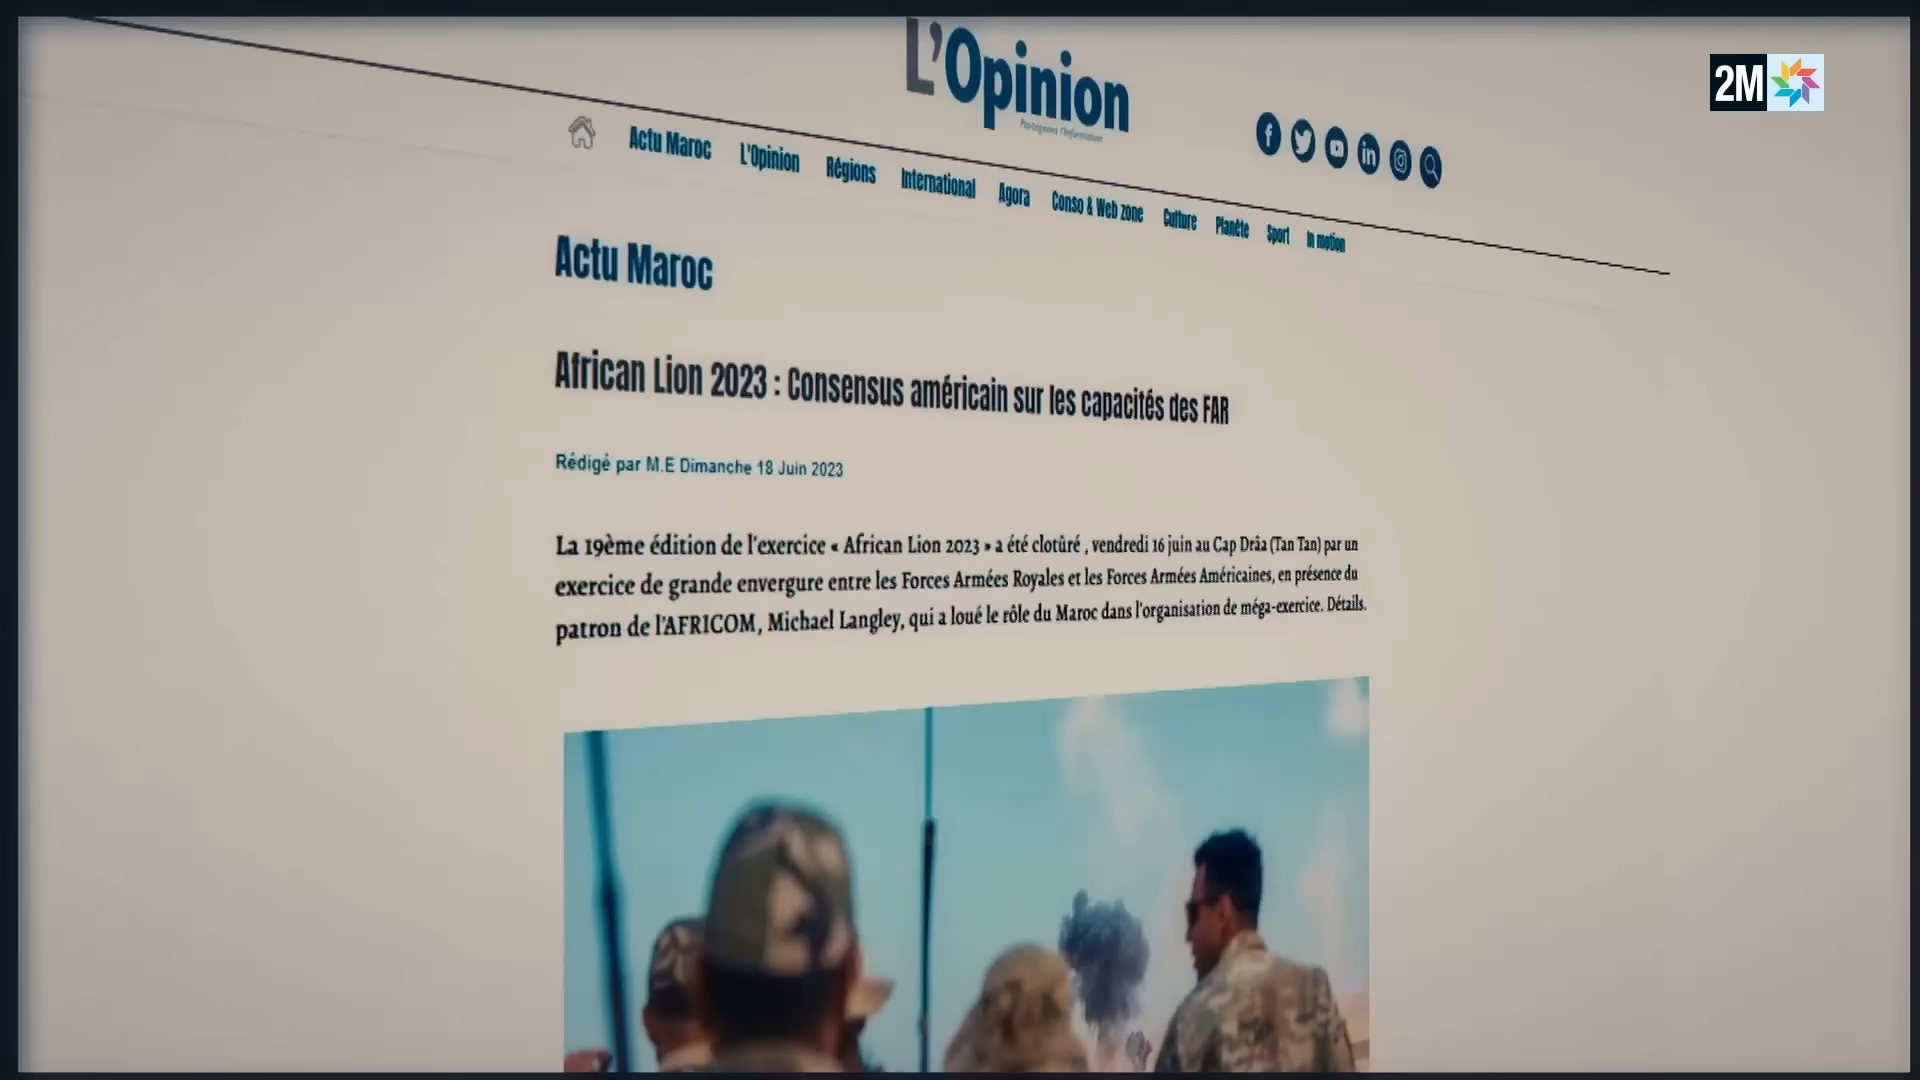 L'Opinion
Partageons l'information
2M
Actu Maroc L'Opinion Régions International Agora Conso & Web zone Culture Planète Sport In motion
Actu Maroc
African Lion 2023 : Consensus américain sur les capacités des FAR
Rédigé par M.E Dimanche 18 Juin 2023
La 19ème édition de l'exercice « African Lion 2023 » a été clotûré , vendredi 16 juin au Cap Drâa (Tan Tan) par un
exercice de grande envergure entre les Forces Armées Royales et les Forces Armées Américaines, en présence du
patron de l'AFRICOM, Michael Langley, qui a loué le rôle du Maroc dans l'organisation de méga-exercice. Détails.